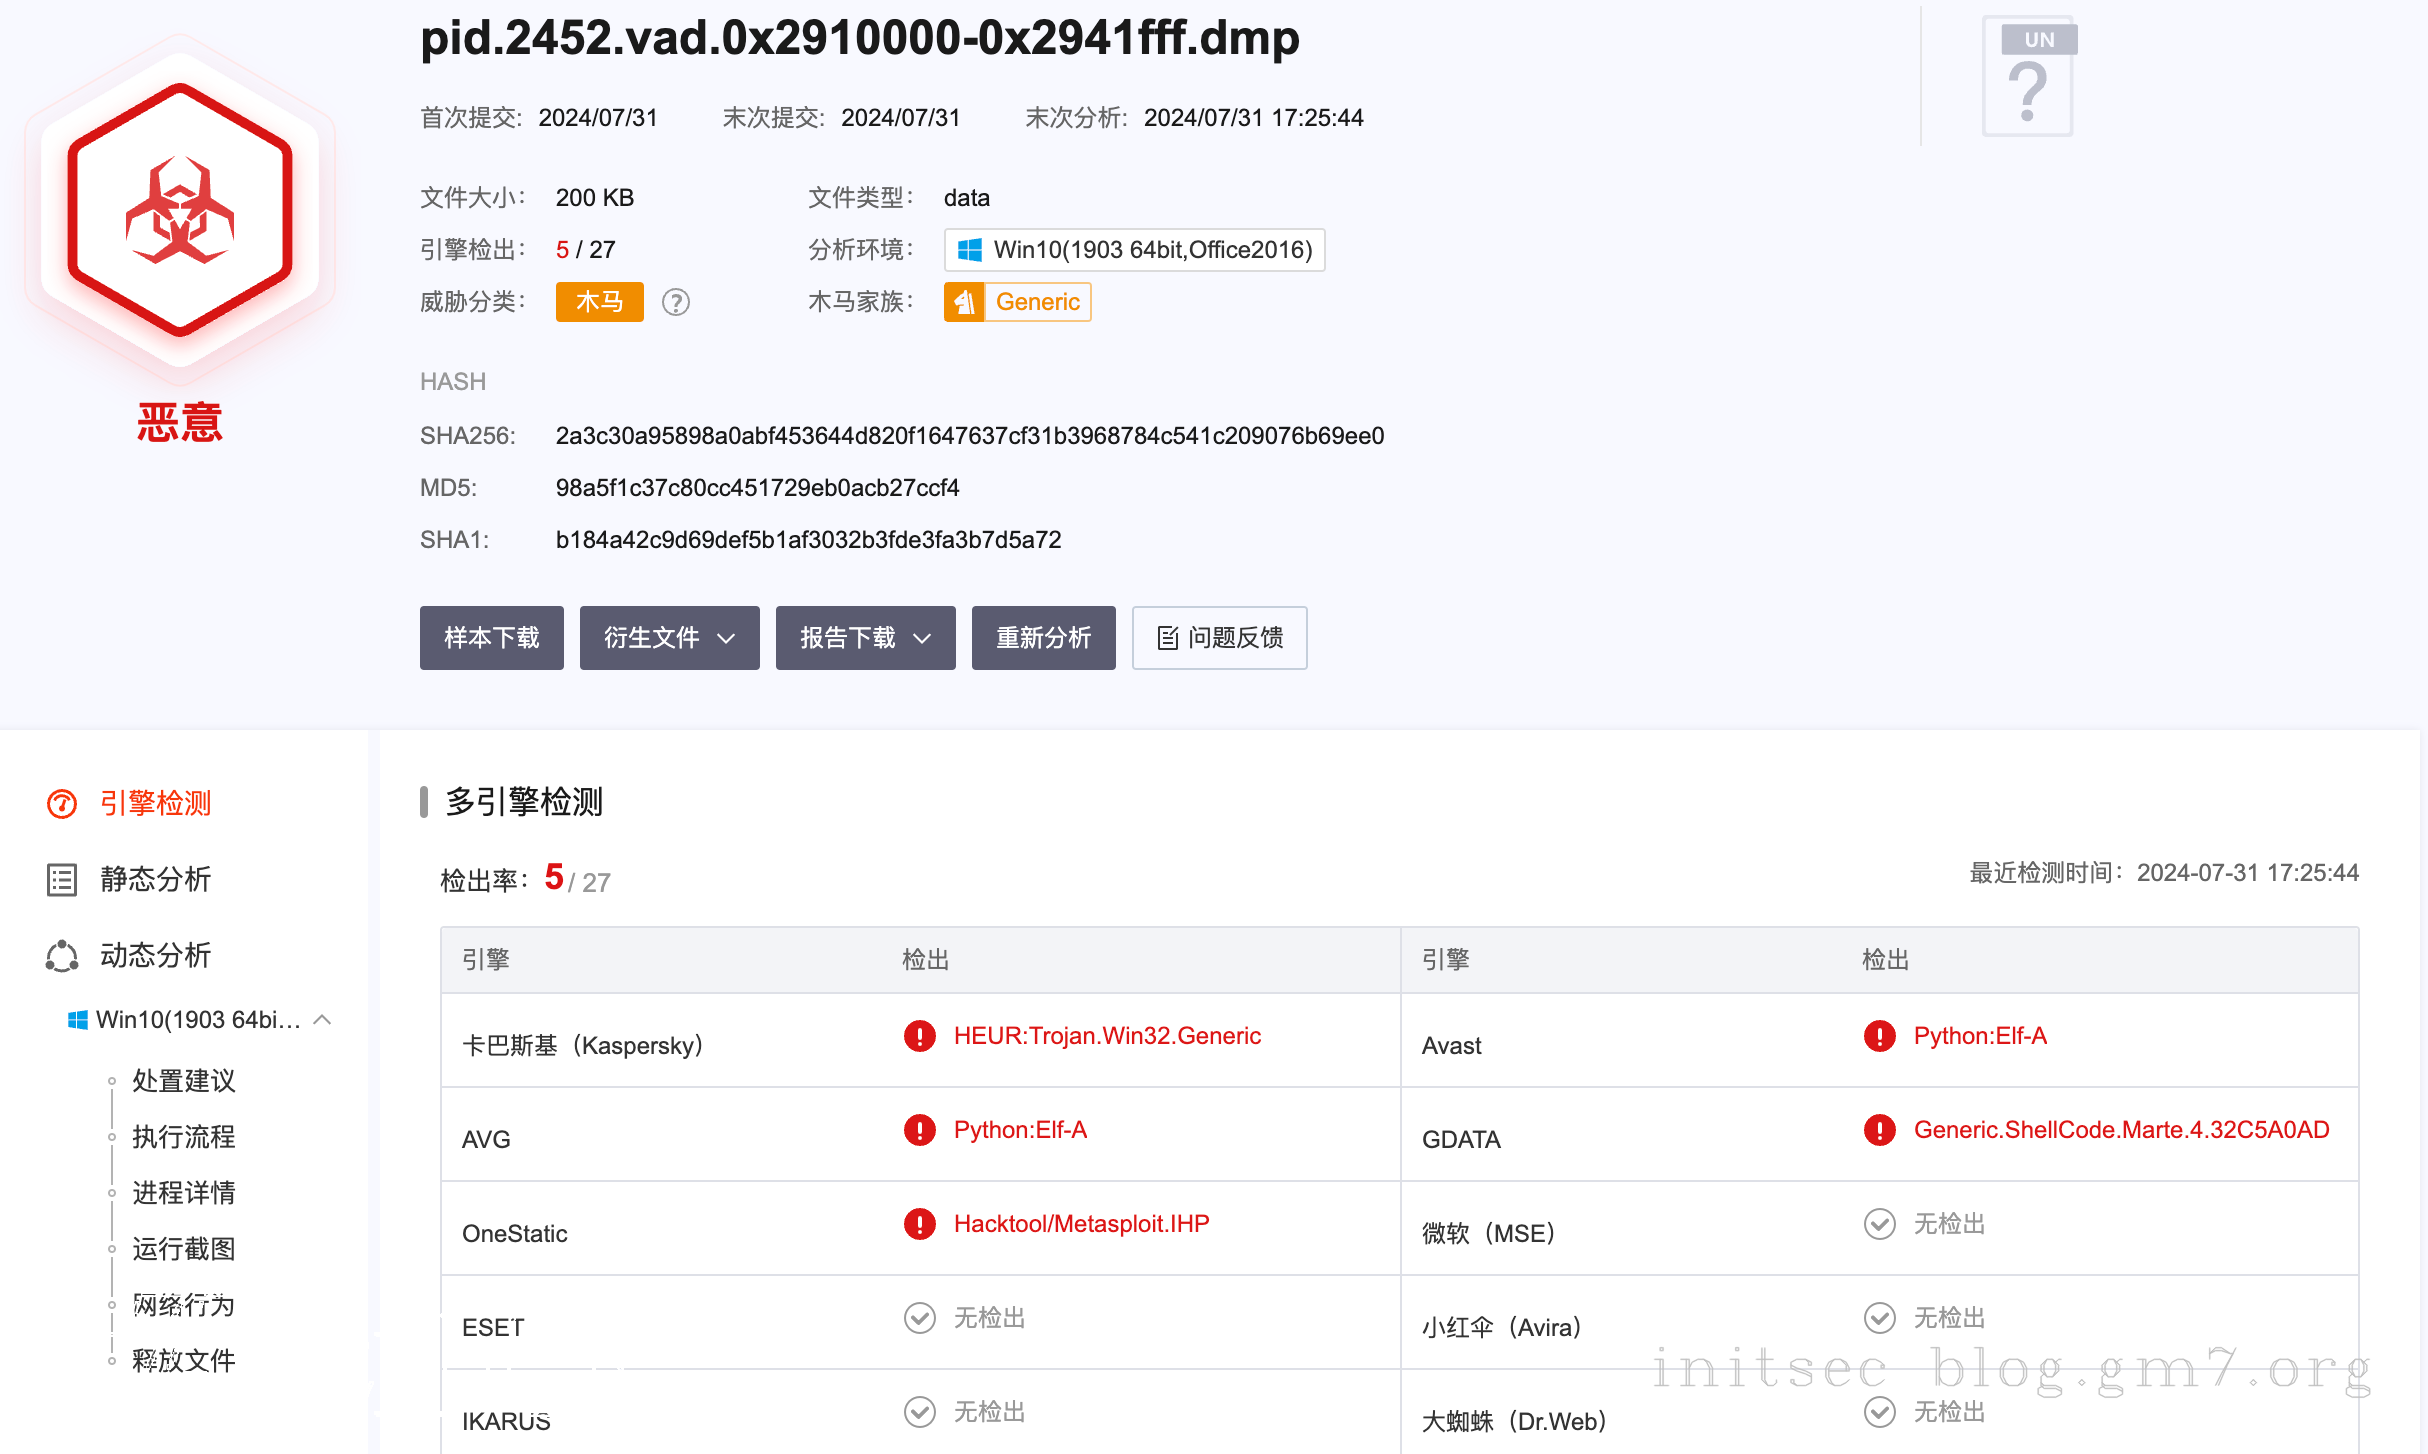 pid.2452.vad.0x2910000-0x2941fff.dmp
UN
首次提交: 2024/07/31 末次提交: 2024/07/31 末次分析: 2024/07/31 17:25:44
文件大小: 200 KB 文件类型: data
引擎检出: 5 / 27 分析环境: Win10(1903 64bit,Office2016)
威胁分类: 木马 ? 木马家族: Generic
恶意
HASH
SHA256: 2a3c30a95898a0abf453644d820f1647637cf31b3968784c541c209076b69ee0
MD5: 98a5f1c37c80cc451729eb0acb27ccf4
SHA1: b184a42c9d69def5b1af3032b3fde3fa3b7d5a72
样本下载 衍生文件 报告下载 重新分析 问题反馈
引擎检测
静态分析
动态分析
Win10(1903 64bi...
处置建议
执行流程
进程详情
运行截图
网络行为
释放文件
多引擎检测
检出率: 5 / 27 最近检测时间: 2024-07-31 17:25:44
引擎 检出 引擎 检出
卡巴斯基（Kaspersky） HEUR:Trojan.Win32.Generic Avast Python:Elf-A
AVG Python:Elf-A GDATA Generic.ShellCode.Marte.4.32C5A0AD
OneStatic Hacktool/Metasploit.IHP 微软（MSE） 无检出
ESET 无检出 小红伞（Avira） 无检出
IKARUS 无检出 大蜘蛛（Dr.Web） 无检出
initsec blog.gm7.org